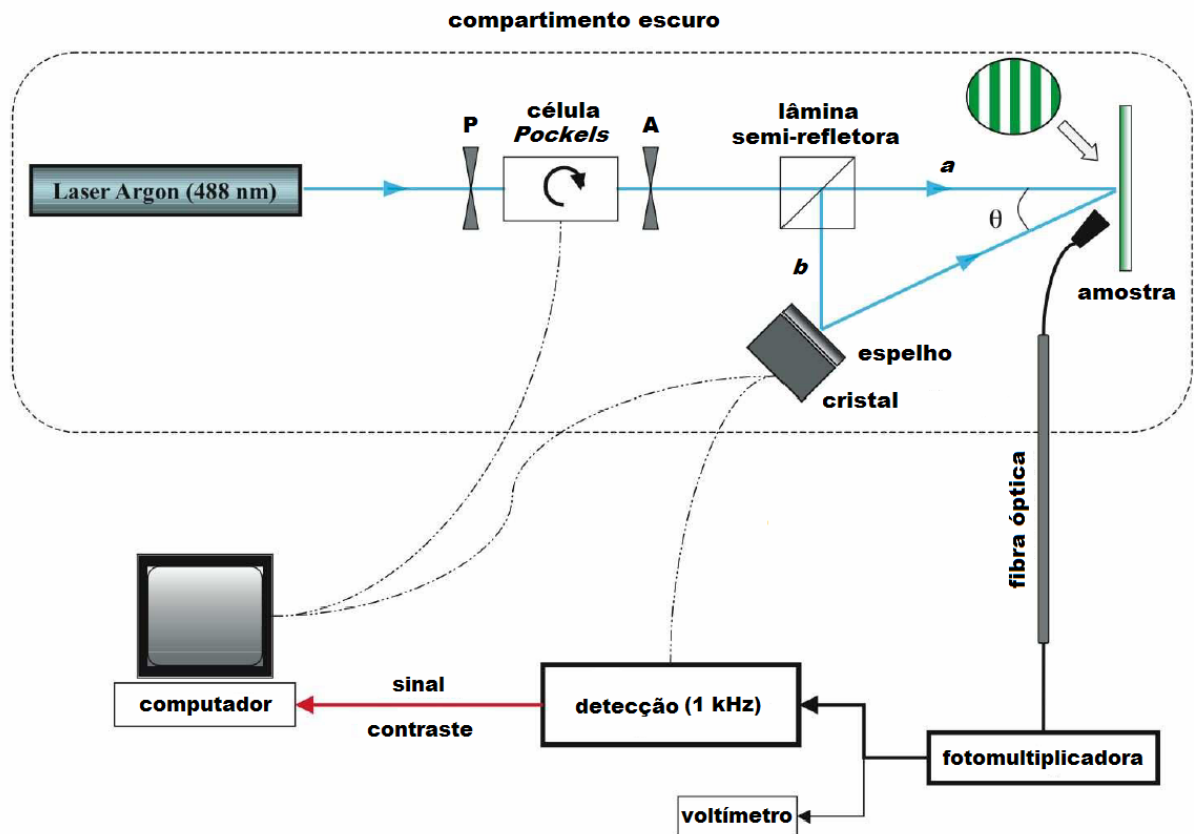 compartimento escuro
P
célula
Pockels
A
lâmina
semi-refletora
a
Laser Argon (488 nm)
θ
b
amostra
espelho
cristal
fibra óptica
computador
sinal
contraste
detecção (1 kHz)
fotomultiplicadora
voltímetro